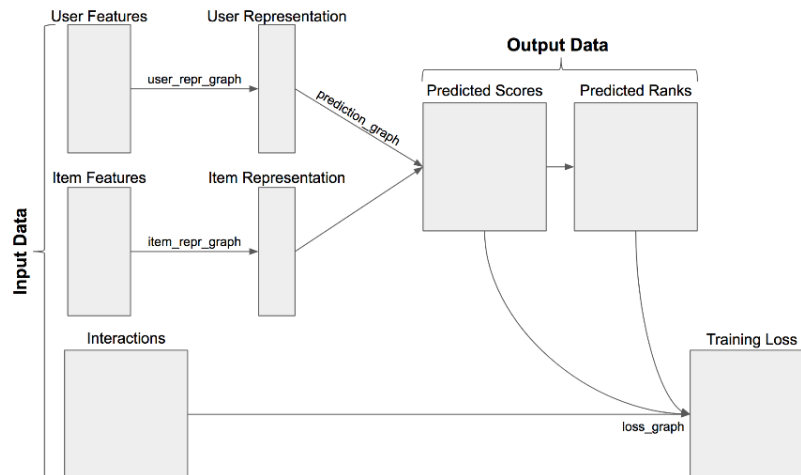 User Features
User Representation
Output Data
user_repr_graph
Predicted Scores
Predicted Ranks
prediction_graph
Item Features
Item Representation
Input Data
item_repr_graph
Interactions
Training Loss
loss_graph